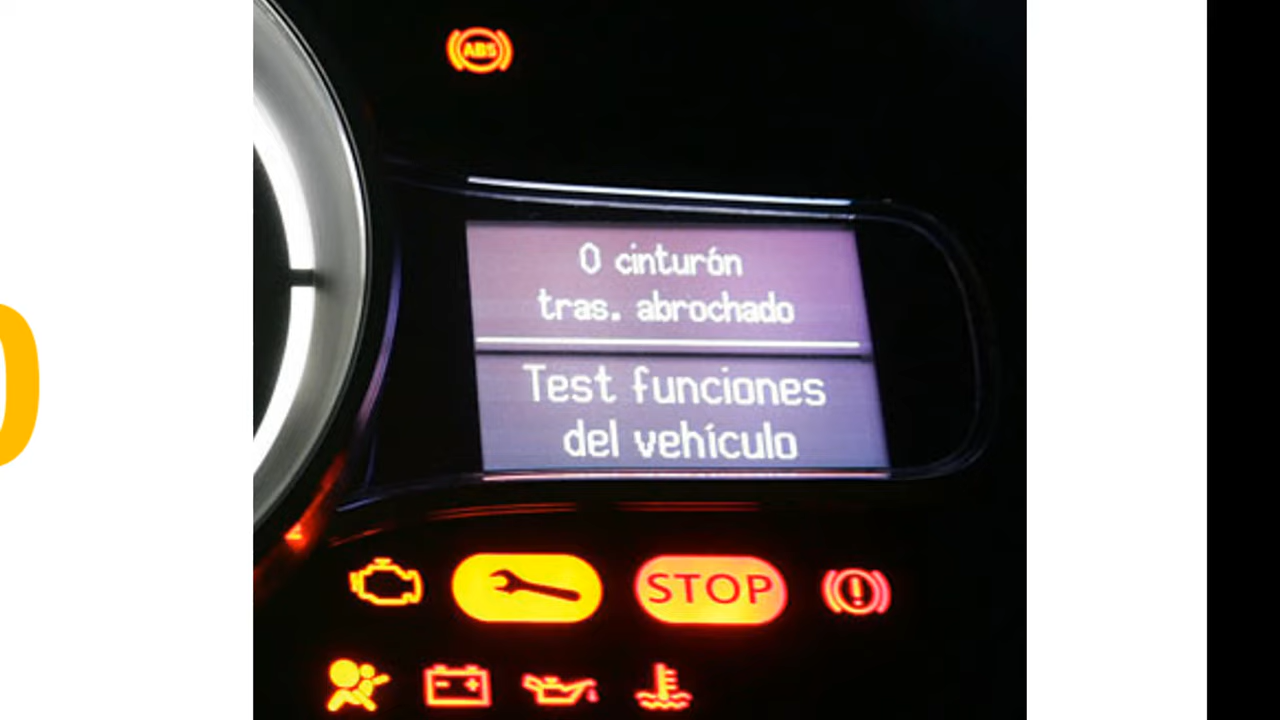 ABS
0 cinturón
tras. abrochado
Test funciones
del vehículo
STOP